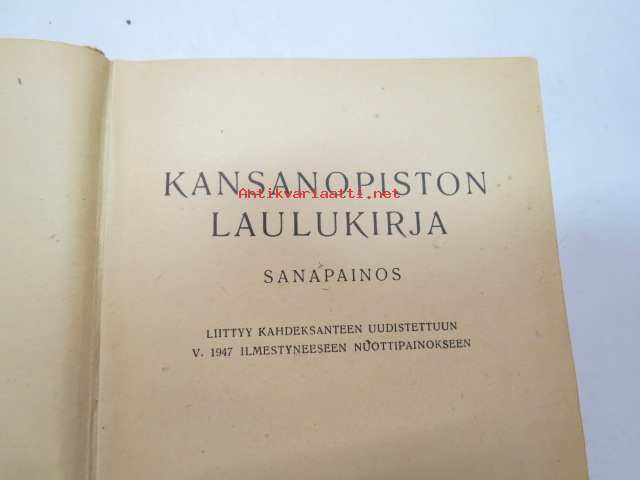 KANSANOPISTON
Antikvariaatti.net
LAULUKIRJA
SANAPAINOS
LIITTYY KAHDEKSANTEEN UUDISTETTUUN
V. 1947 ILMESTYNEESEEN NUOTTIPAINOKSEEN